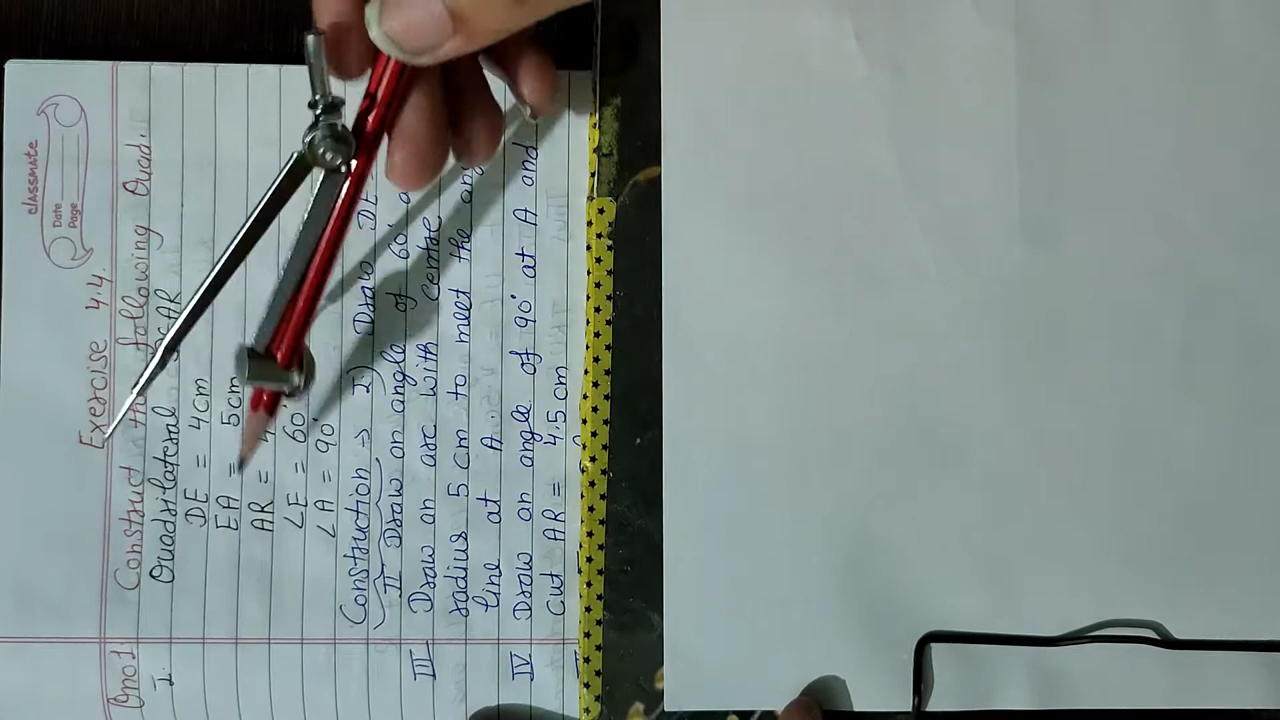 classmate
Date
Page
Exercise 4.4.
Qno1 Construct the following Quad.
I. Quadrilateral
DE = 4cm
EA = 5cm
AR =
∠E = 60°
∠A = 90°
Construction → I) Draw DE
II Draw an angle of 60°
III Draw an arc with centre
radius 5 cm to meet the
line at A.
IV Draw an angle of 90° at A and
cut AR = 4.5cm